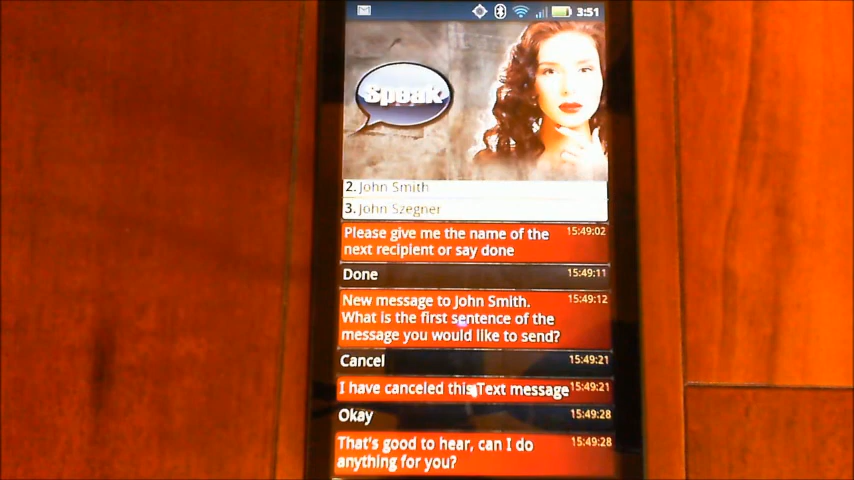 3:51
Speak
2. John Smith
3. John Szegner
Please give me the name of the 15:49:02
next recipient or say done
Done 15:49:11
New message to John Smith. 15:49:12
What is the first sentence of the
message you would like to send?
Cancel 15:49:21
I have canceled this Text message 15:49:21
Okay 15:49:28
That's good to hear, can I do 15:49:28
anything for you?